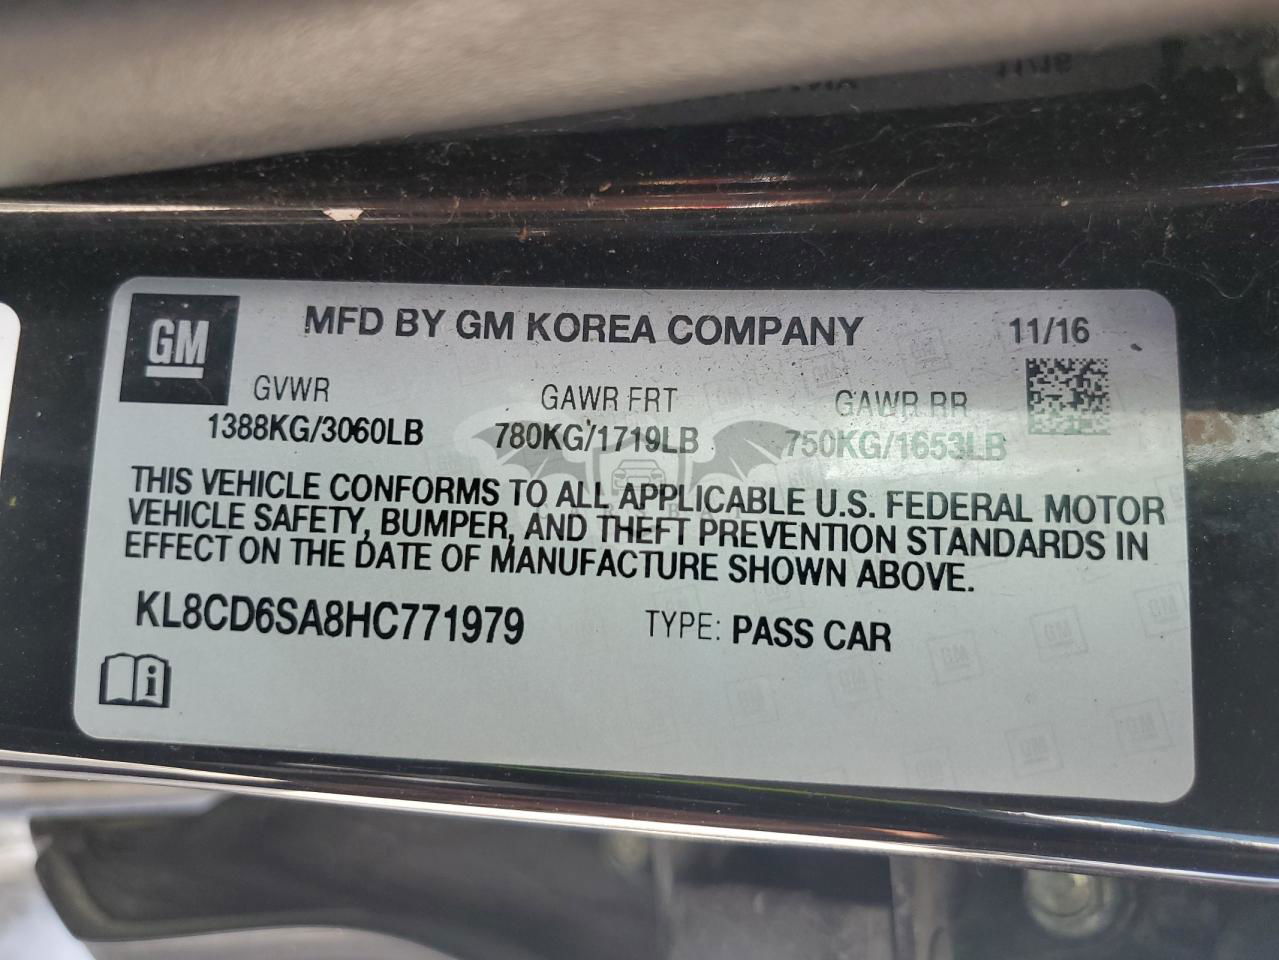 GM
MFD BY GM KOREA COMPANY 11/16
GVWR GAWR FRT GAWR RR
1388KG/3060LB 780KG/1719LB 750KG/1653LB
THIS VEHICLE CONFORMS TO ALL APPLICABLE U.S. FEDERAL MOTOR
VEHICLE SAFETY, BUMPER, AND THEFT PREVENTION STANDARDS IN
EFFECT ON THE DATE OF MANUFACTURE SHOWN ABOVE.
KL8CD6SA8HC771979 TYPE: PASS CAR